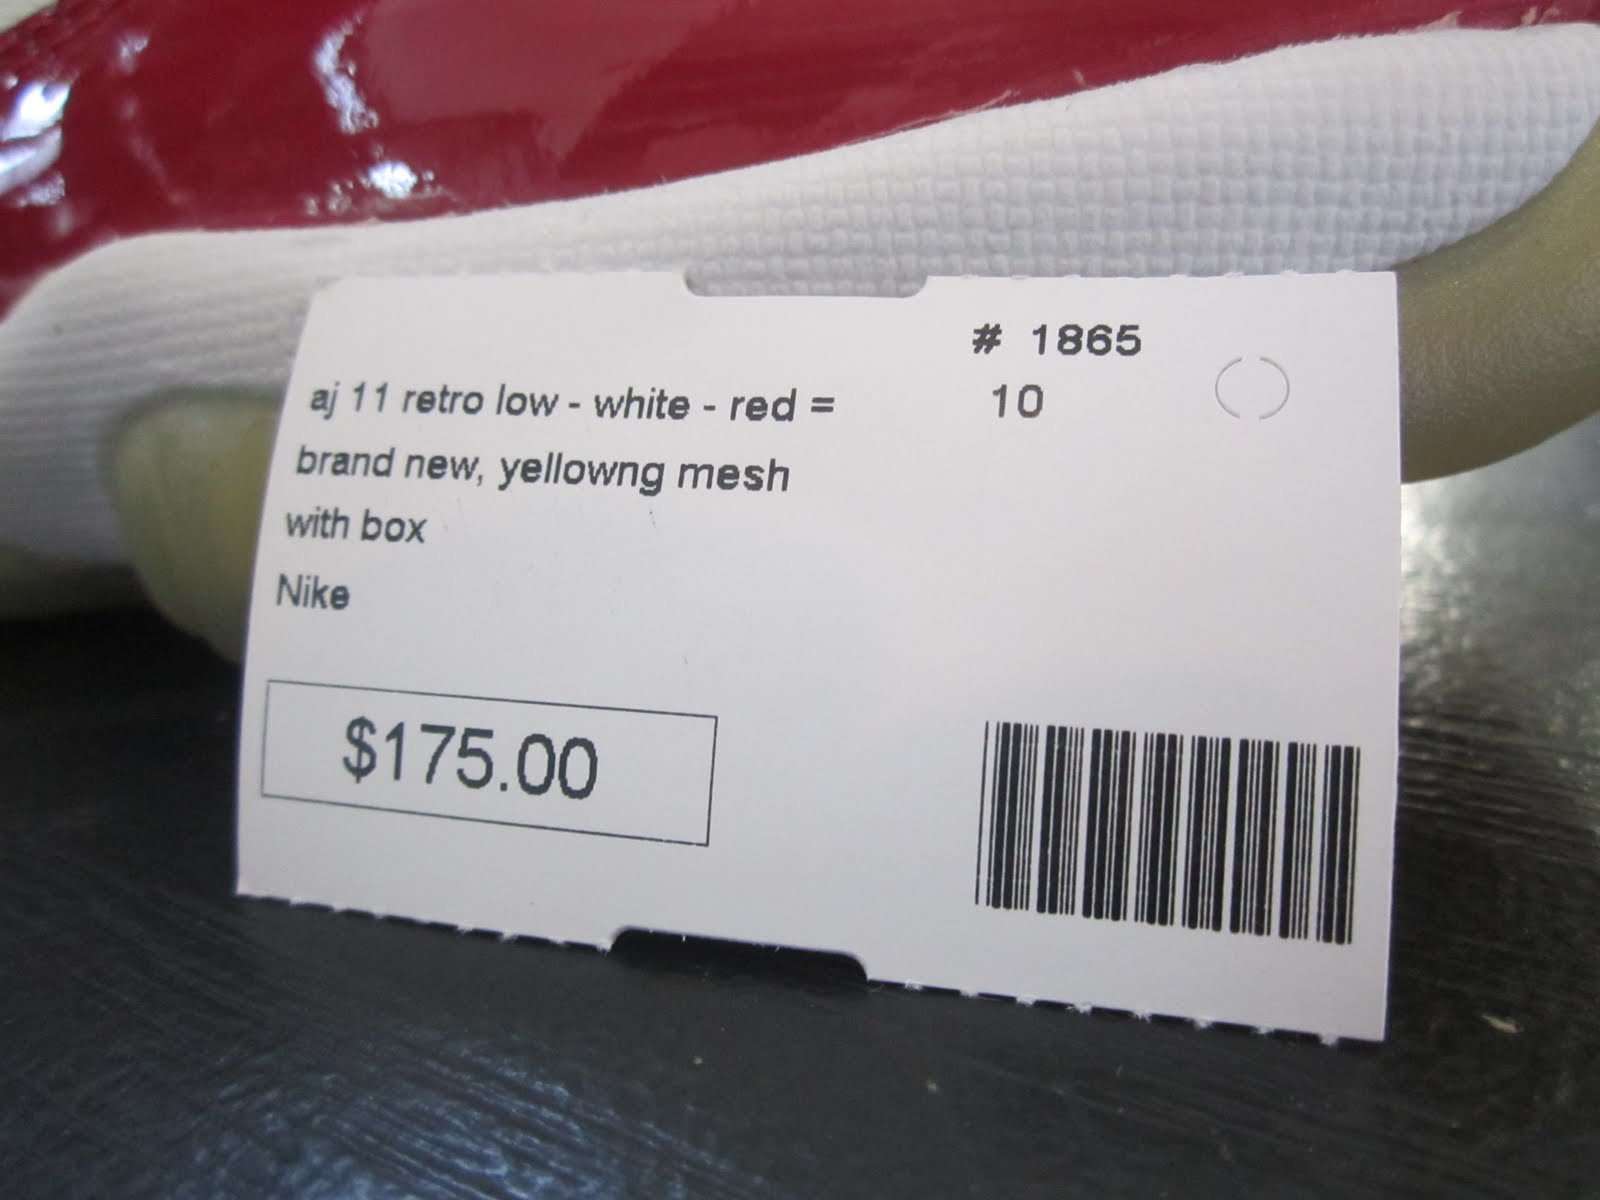 # 1865
aj 11 retro low - white - red = 10
brand new, yellowng mesh
with box
Nike
$175.00